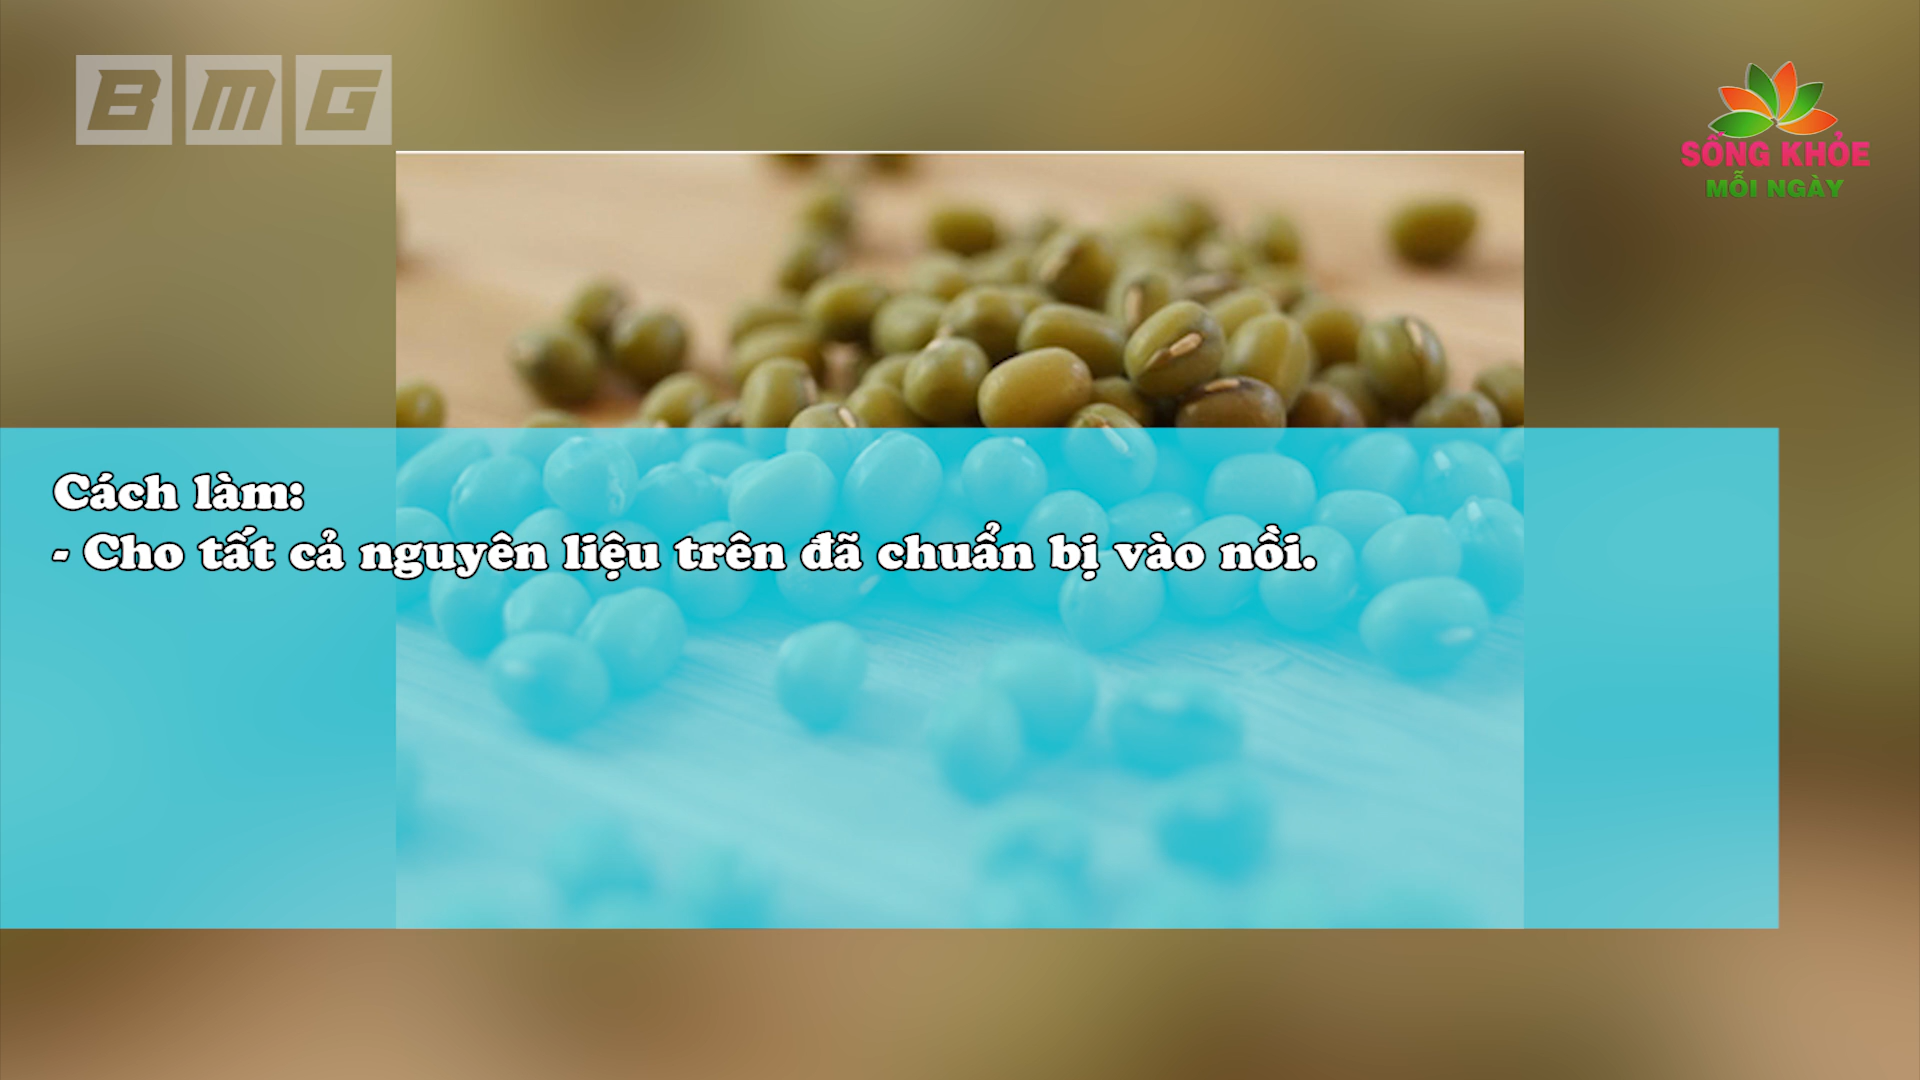 BMG
SỐNG KHỎE
MỖI NGÀY
Cách làm:
- Cho tất cả nguyên liệu trên đã chuẩn bị vào nồi.